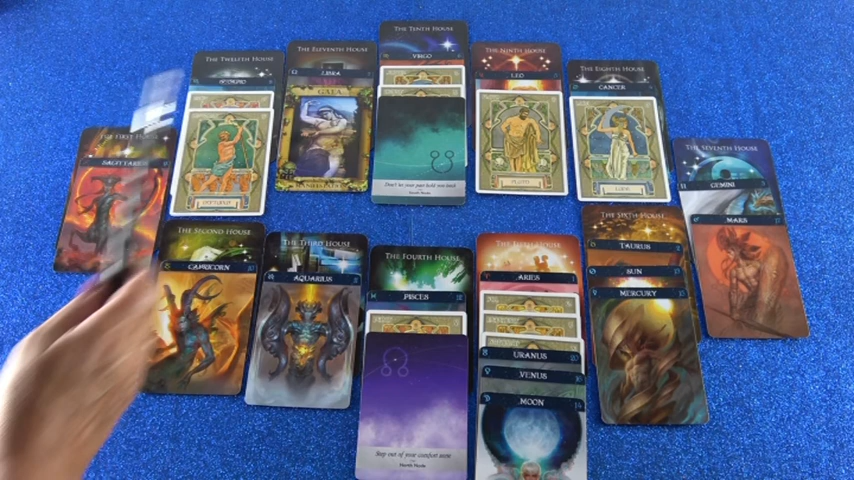 THE TENTH HOUSE
VIRGO
THE ELEVENTH HOUSE
LIBRA
GAIA
MANIFESTATION
THE TWELFTH HOUSE
SCORPIO
NEPTUNE
THE NINTH HOUSE
LEO
PLUTO
THE EIGHTH HOUSE
CANCER
THE SEVENTH HOUSE
GEMINI
MARS
THE FIRST HOUSE
SAGITTARIUS
Don't let your past hold you back
South Node
THE SECOND HOUSE
CAPRICORN
THE THIRD HOUSE
AQUARIUS
THE FOURTH HOUSE
PISCES
Step out of your comfort zone
North Node
THE FIFTH HOUSE
ARIES
URANUS
VENUS
MOON
THE SIXTH HOUSE
TAURUS
SUN
MERCURY